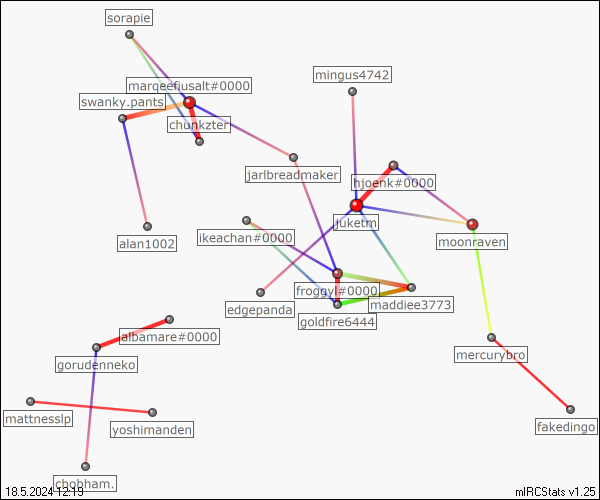 sorapie
mingus4742
marqeefiusalt#0000
swanky.pants
chunkzter
jarlbreadmaker
hjoenk#0000
juketm
alan1002
ikeachan#0000
moonraven
froggyl#0000
maddiee3773
edgepanda
goldfire6444
albamare#0000
mercurybro
gorudenneko
mattnesslp
yoshimanden
fakedingo
chobham.
18.5.2024 12:19
mIRCStats v1.25